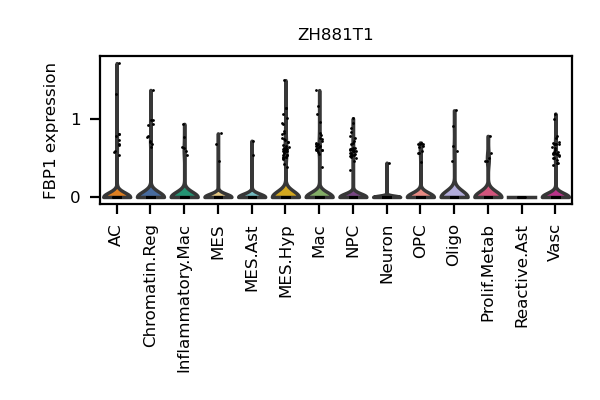 ZH881T1
FBP1 expression
1
0
AC
Chromatin.Reg
Inflammatory.Mac
MES
MES.Ast
MES.Hyp
Mac
NPC
Neuron
OPC
Oligo
Prolif.Metab
Reactive.Ast
Vasc